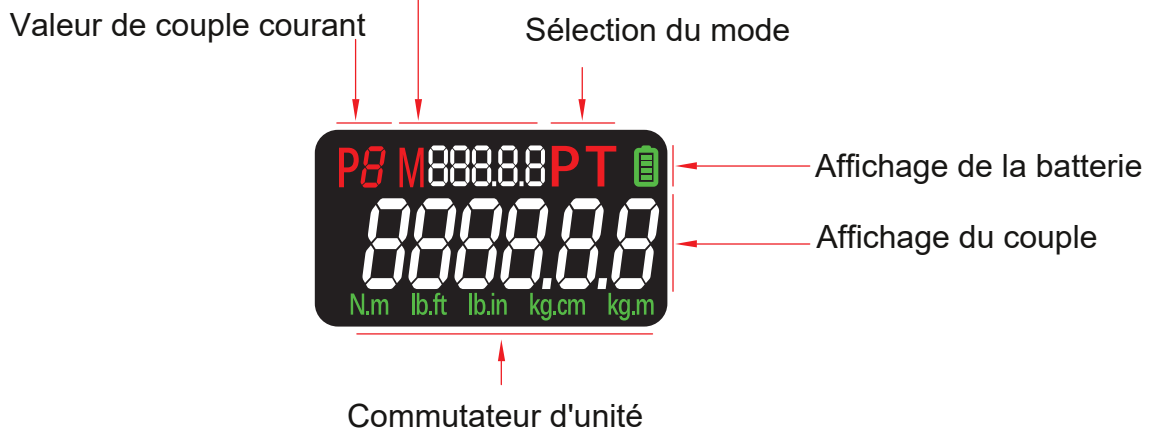 Valeur de couple courant
Sélection du mode
P8 M888.8.8 PT
Affichage de la batterie
8888.8.8
Affichage du couple
N.m lb.ft lb.in kg.cm kg.m
Commutateur d'unité